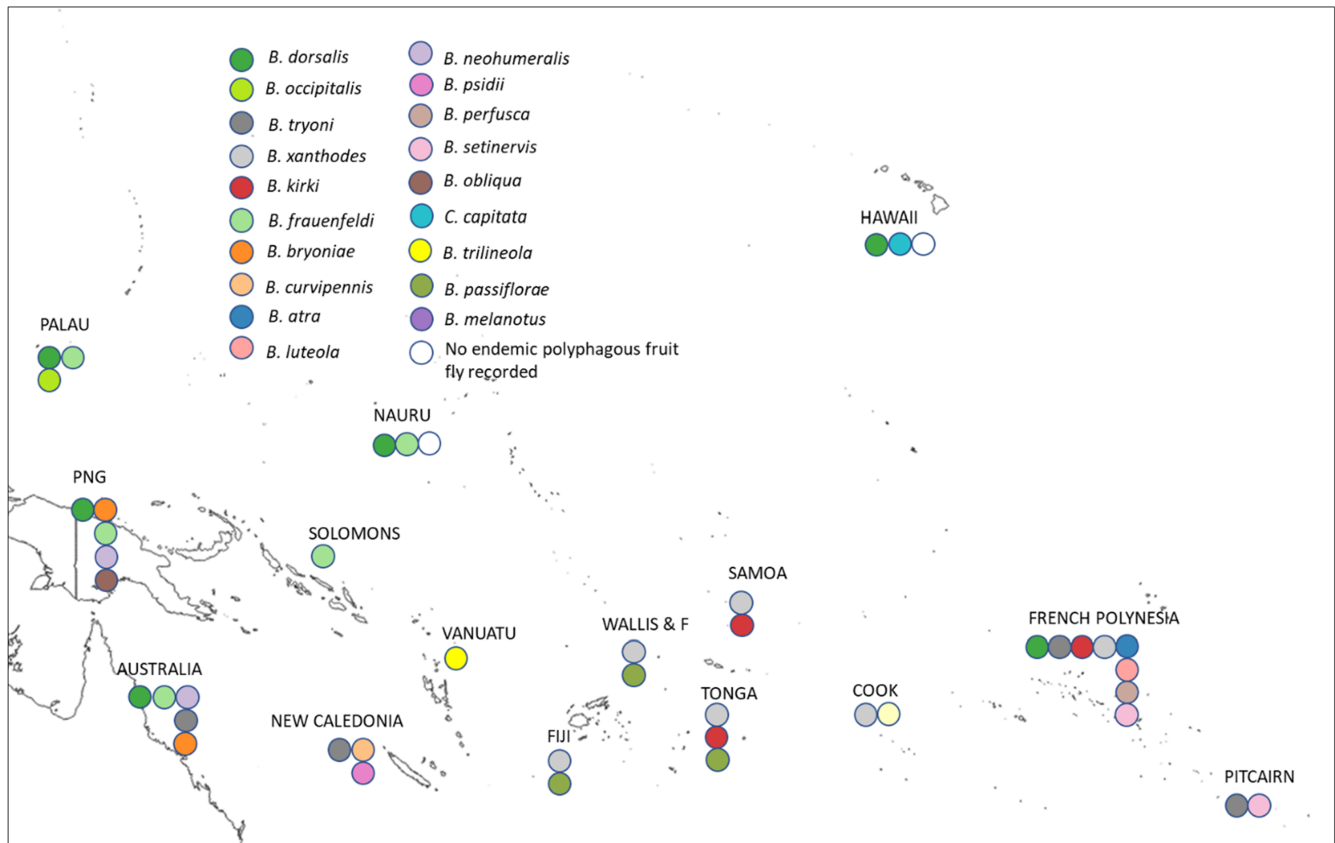 B. dorsalis
B. occipitalis
B. tryoni
B. xanthodes
B. kirki
B. frauenfeldi
B. bryoniae
B. curvipennis
B. atra
B. luteola
B. neohumeralis
B. psidii
B. perfusca
B. setinervis
B. obliqua
C. capitata
B. trilineola
B. passiflorae
B. melanotus
No endemic polyphagous fruit
fly recorded
HAWAII
PALAU
NAURU
PNG
SOLOMONS
SAMOA
FRENCH POLYNESIA
WALLIS & F
VANUATU
AUSTRALIA
TONGA
COOK
NEW CALEDONIA
FIJI
PITCAIRN